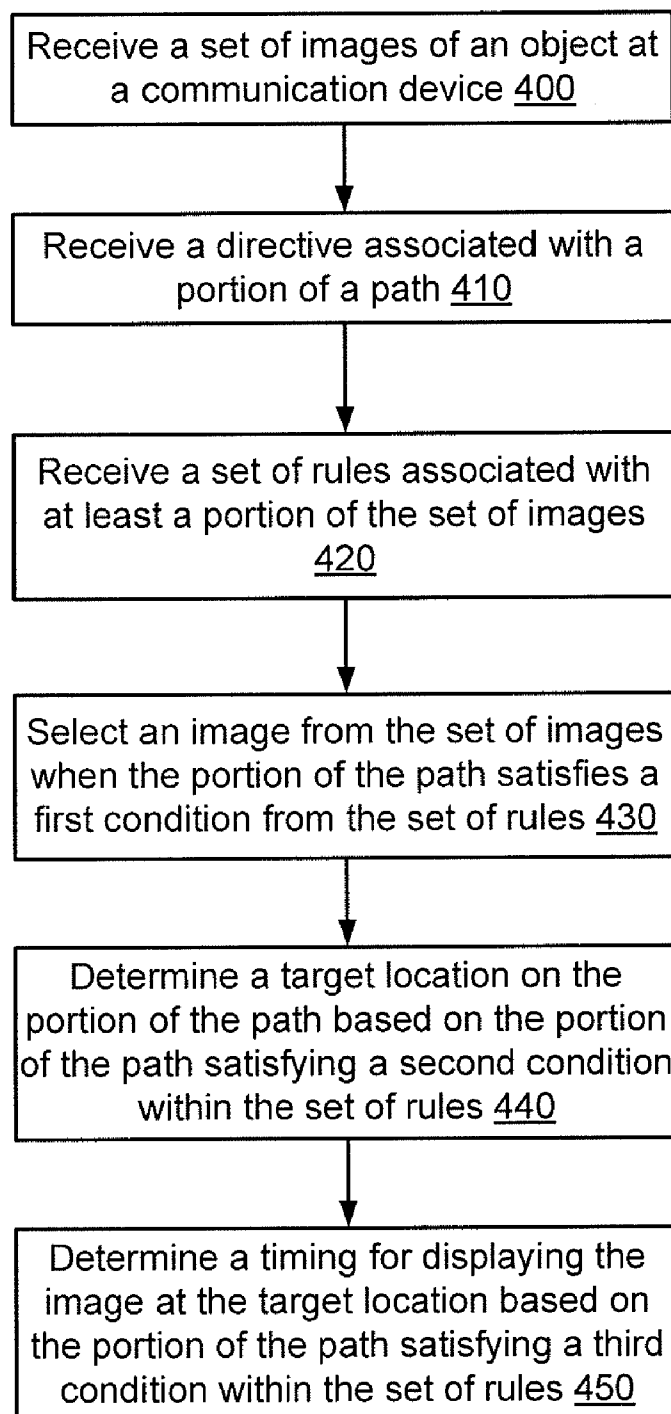 Receive a set of images of an object at
a communication device 400
Receive a directive associated with a
portion of a path 410
Receive a set of rules associated with
at least a portion of the set of images
420
Select an image from the set of images
when the portion of the path satisfies a
first condition from the set of rules 430
Determine a target location on the
portion of the path based on the portion
of the path satisfying a second condition
within the set of rules 440
Determine a timing for displaying the
image at the target location based on
the portion of the path satisfying a third
condition within the set of rules 450